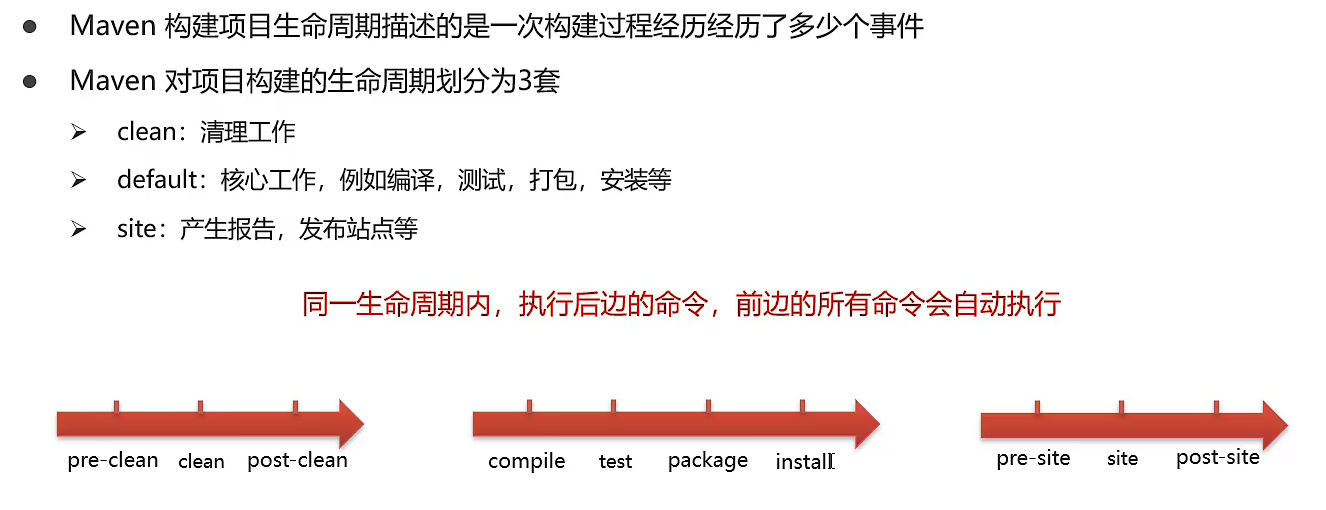 Maven 构建项目生命周期描述的是一次构建过程经历经历了多少个事件
Maven 对项目构建的生命周期划分为3套
clean：清理工作
default：核心工作，例如编译，测试，打包，安装等
site：产生报告，发布站点等
同一生命周期内，执行后边的命令，前边的所有命令会自动执行
pre-clean clean post-clean
compile test package install
pre-site site post-site